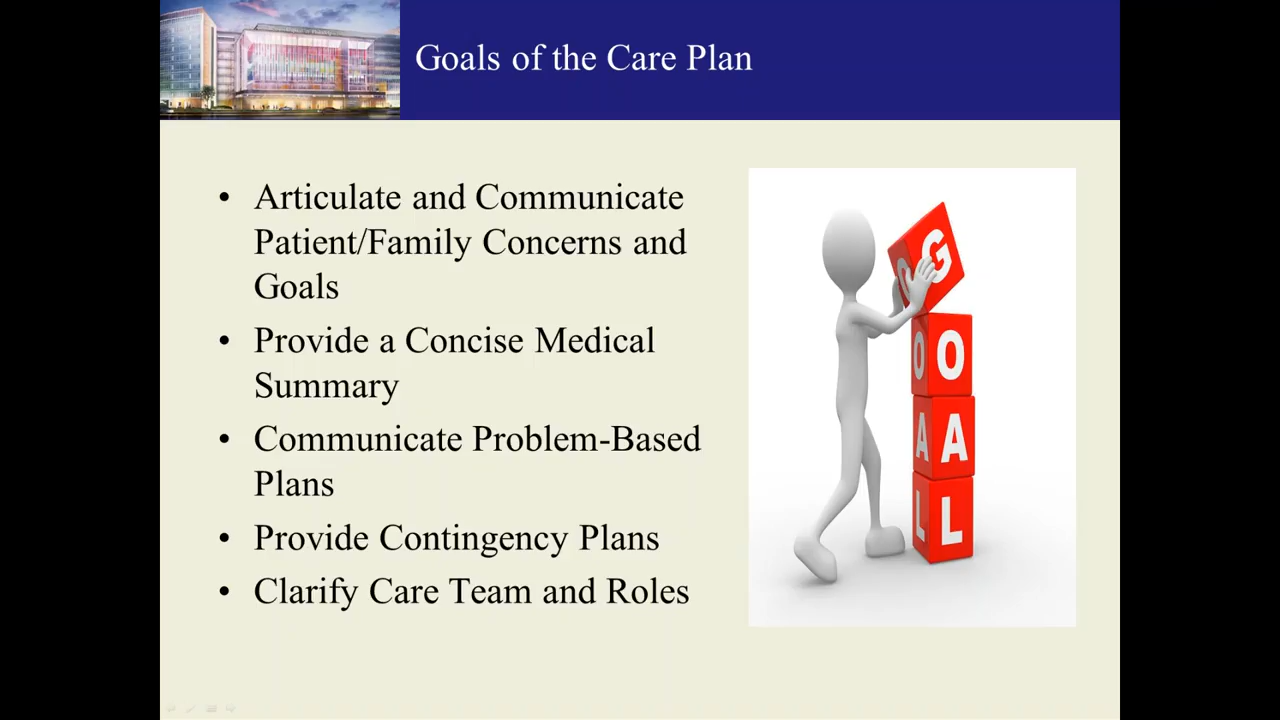 Goals of the Care Plan
• Articulate and Communicate
Patient/Family Concerns and
Goals
• Provide a Concise Medical
Summary
• Communicate Problem-Based
Plans
• Provide Contingency Plans
• Clarify Care Team and Roles
G
O O
A A
L L